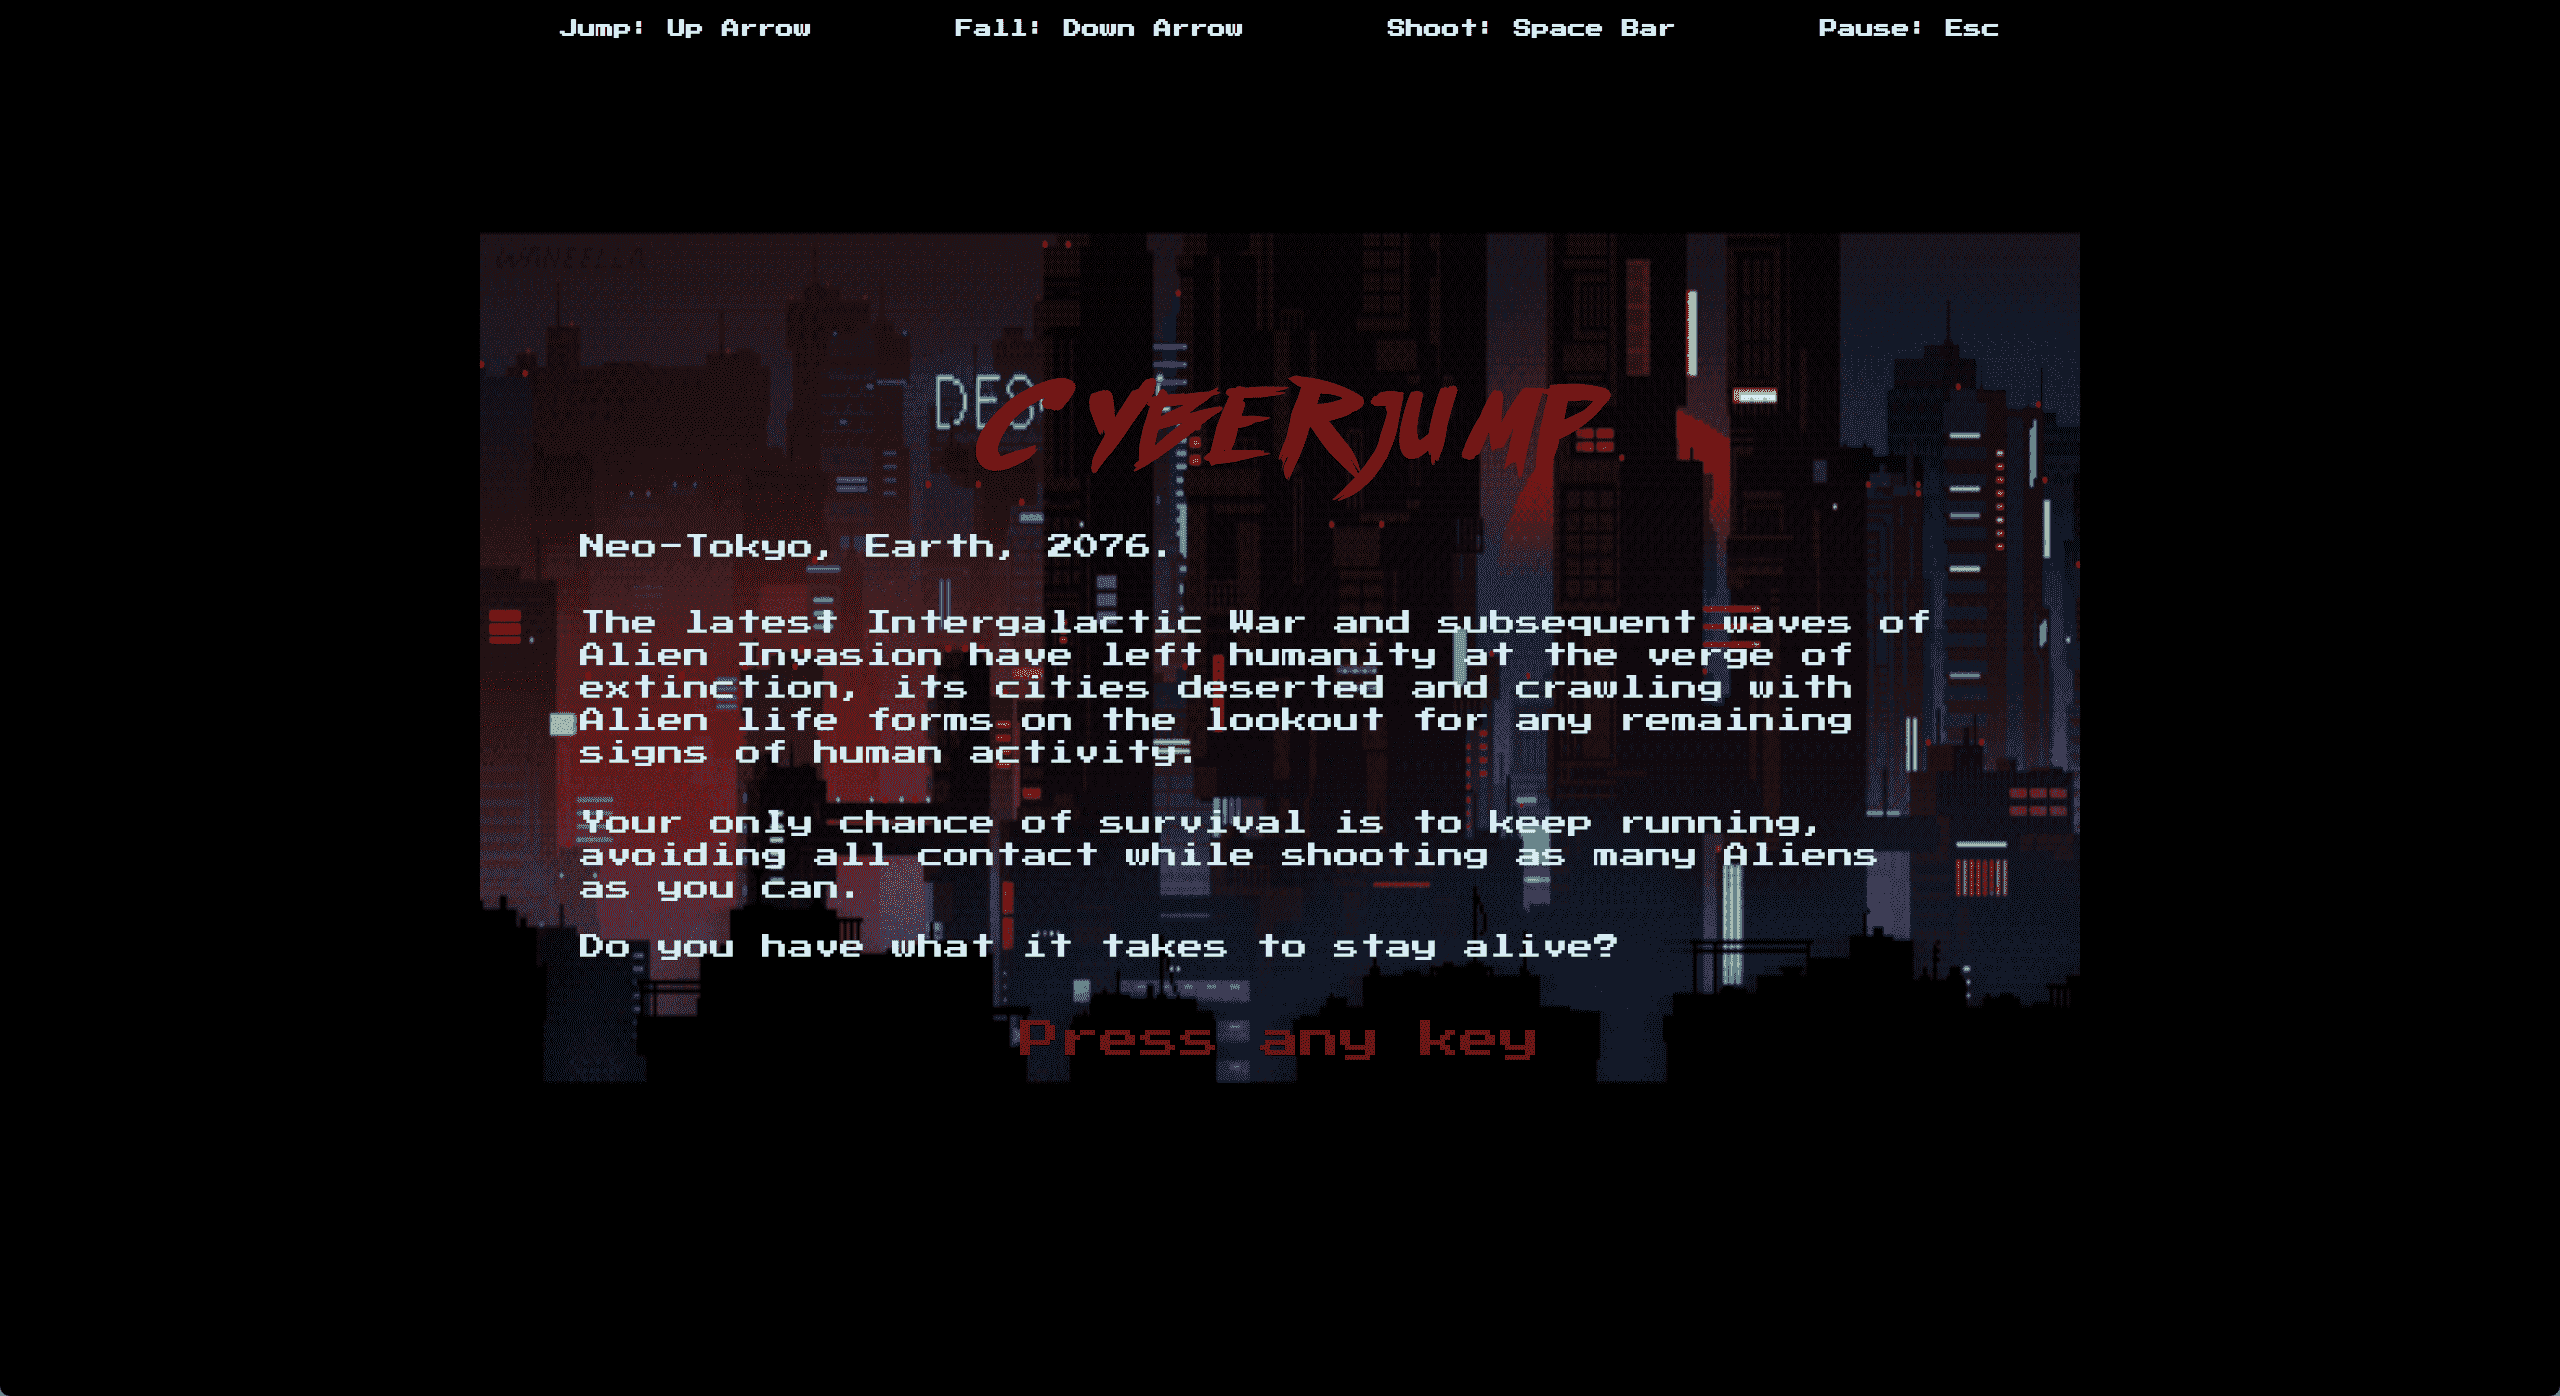 Jump: Up Arrow Fall: Down Arrow Shoot: Space Bar Pause: Esc
WANEELLA
DES
CYBERJUMP
Neo-Tokyo, Earth, 2076.
The latest Intergalactic War and subsequent waves of
Alien Invasion have left humanity at the verge of
extinction, its cities deserted and crawling with
Alien life forms on the lookout for any remaining
signs of human activity.
Your only chance of survival is to keep running,
avoiding all contact while shooting as many Aliens
as you can.
Do you have what it takes to stay alive?
Press any key